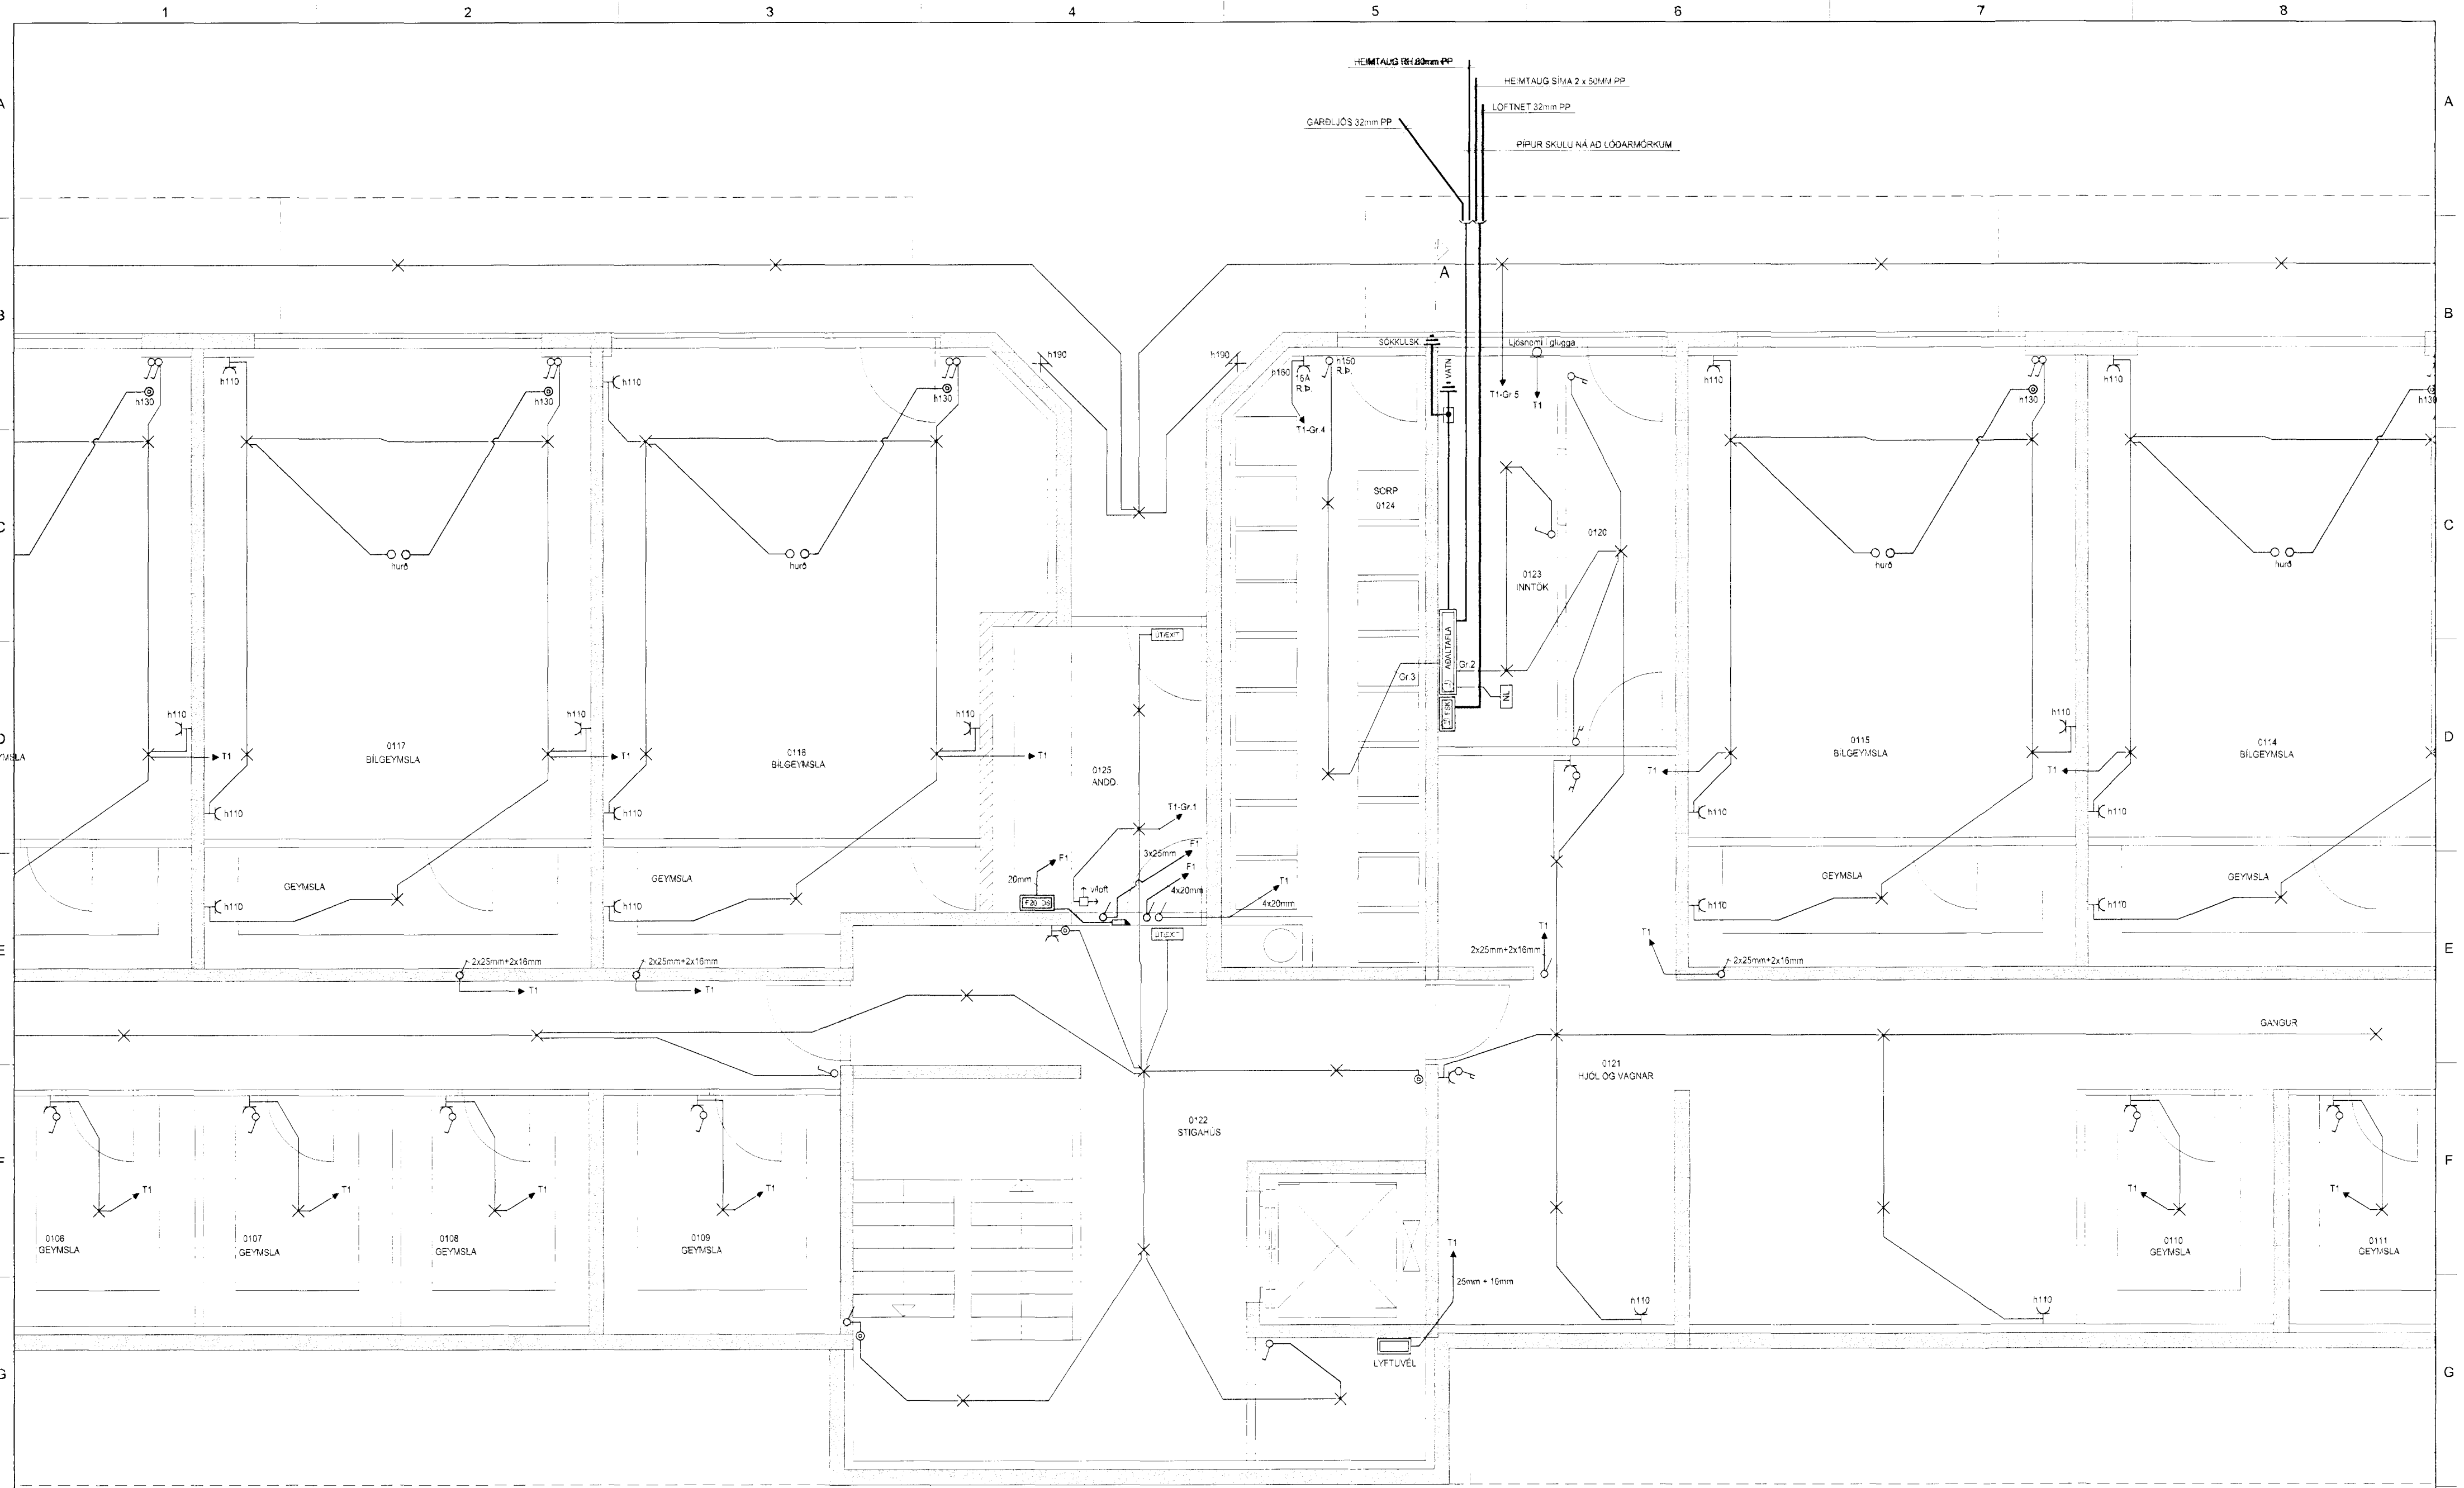 1 2 3 4 5 6 7 8
A A
HEIMTAUG RH.80mm PP
HEIMTAUG SÍMA 2 x 50MM PP
LOFTNET 32mm PP
GARÐLJÓS 32mm PP
PÍPUR SKULU NÁ AÐ LÓÐARMÖRKUM
A
B B
SÖKKULSK
Ljósnemi í glugga
h190 h190
h110 h110 h160 h150 h110 h110
16A R.Þ.
R.Þ.
VATN
T1-Gr.5
T1
h130 h130 h130 h130 h130
T1-Gr.4
SORP
0124
C C
0120
hurð hurð hurð hurð
0123
INNTÖK
ÚT/EXIT
AÐALTAFLA
Gr.2
Gr.3
NL
h110 h110 h110 h110
D D
0117
BÍLGEYMSLA
0116
BÍLGEYMSLA
0115
BÍLGEYMSLA
0114
BÍLGEYMSLA
T1 T1 T1 T1 T1
0125
ANDD.
T1-Gr.1
h110 h110 h110 h110
3x25mm
F1 F1 F1
20mm
v/loft
4x20mm
T1
4x20mm
GEYMSLA GEYMSLA GEYMSLA GEYMSLA
h110 h110 h110 h110
ÚT/EXIT
E E
2x25mm+2x16mm 2x25mm+2x16mm 2x25mm+2x16mm 2x25mm+2x16mm
T1 T1 T1 T1
GANGUR
0121
HJÓL OG VAGNAR
0122
STIGAHÚS
F F
T1 T1 T1 T1 T1 T1
0106
GEYMSLA
0107
GEYMSLA
0108
GEYMSLA
0109
GEYMSLA
0110
GEYMSLA
0111
GEYMSLA
T1
25mm + 16mm
h110 h110
LYFTUVÉL
G G